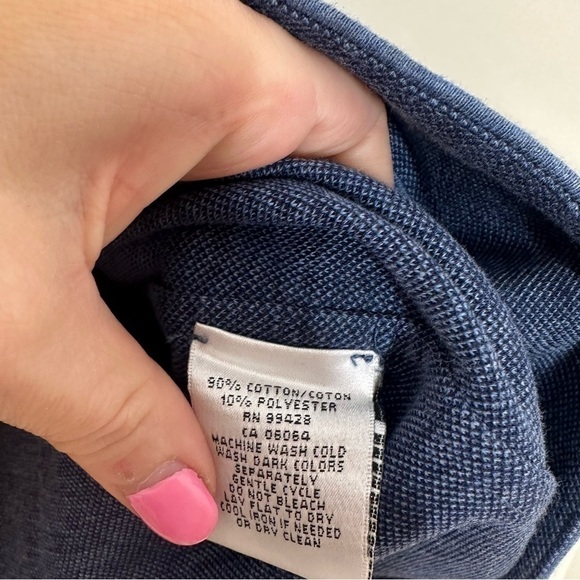 90% COTTON/COTON
10% POLYESTER
RN 99428
CA 06064
MACHINE WASH COLD
WASH DARK COLORS
SEPARATELY
GENTLE CYCLE
DO NOT BLEACH
LAY FLAT TO DRY
COOL IRON IF NEEDED
OR DRY CLEAN